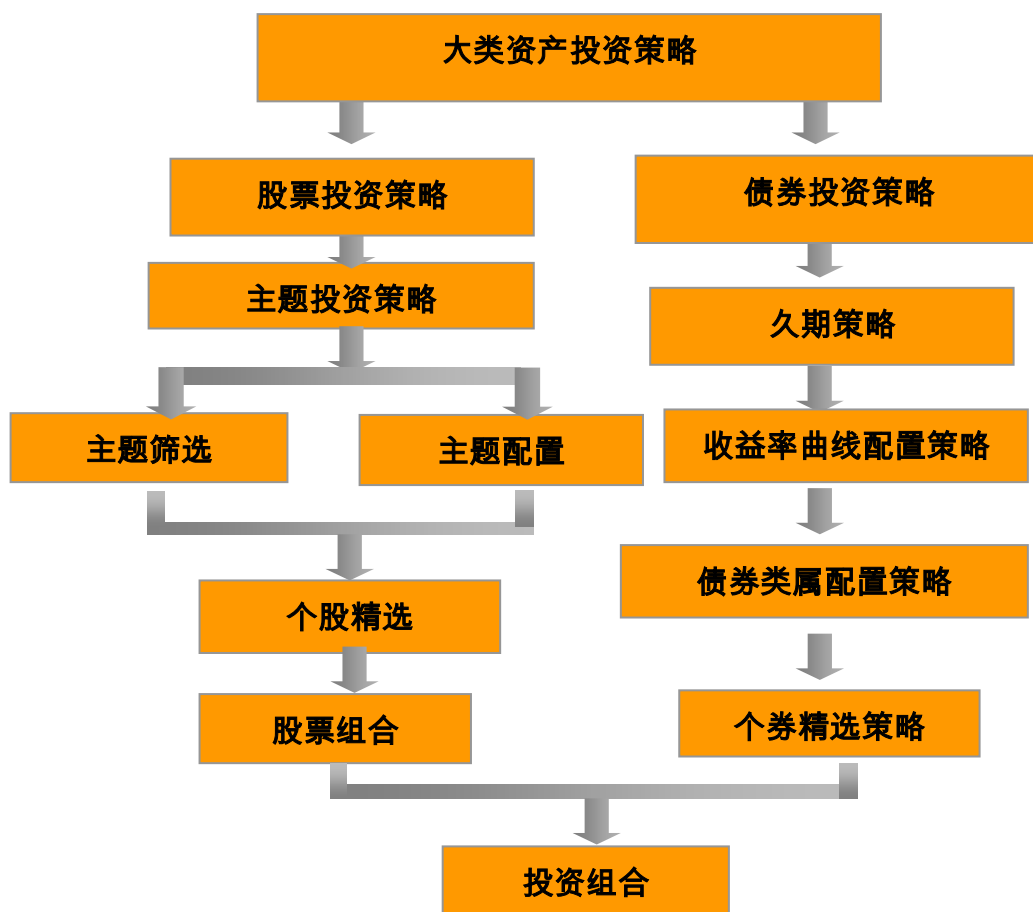 大类资产投资策略
股票投资策略
债券投资策略
主题投资策略
久期策略
主题筛选
主题配置
收益率曲线配置策略
债券类属配置策略
个股精选
股票组合
个券精选策略
投资组合